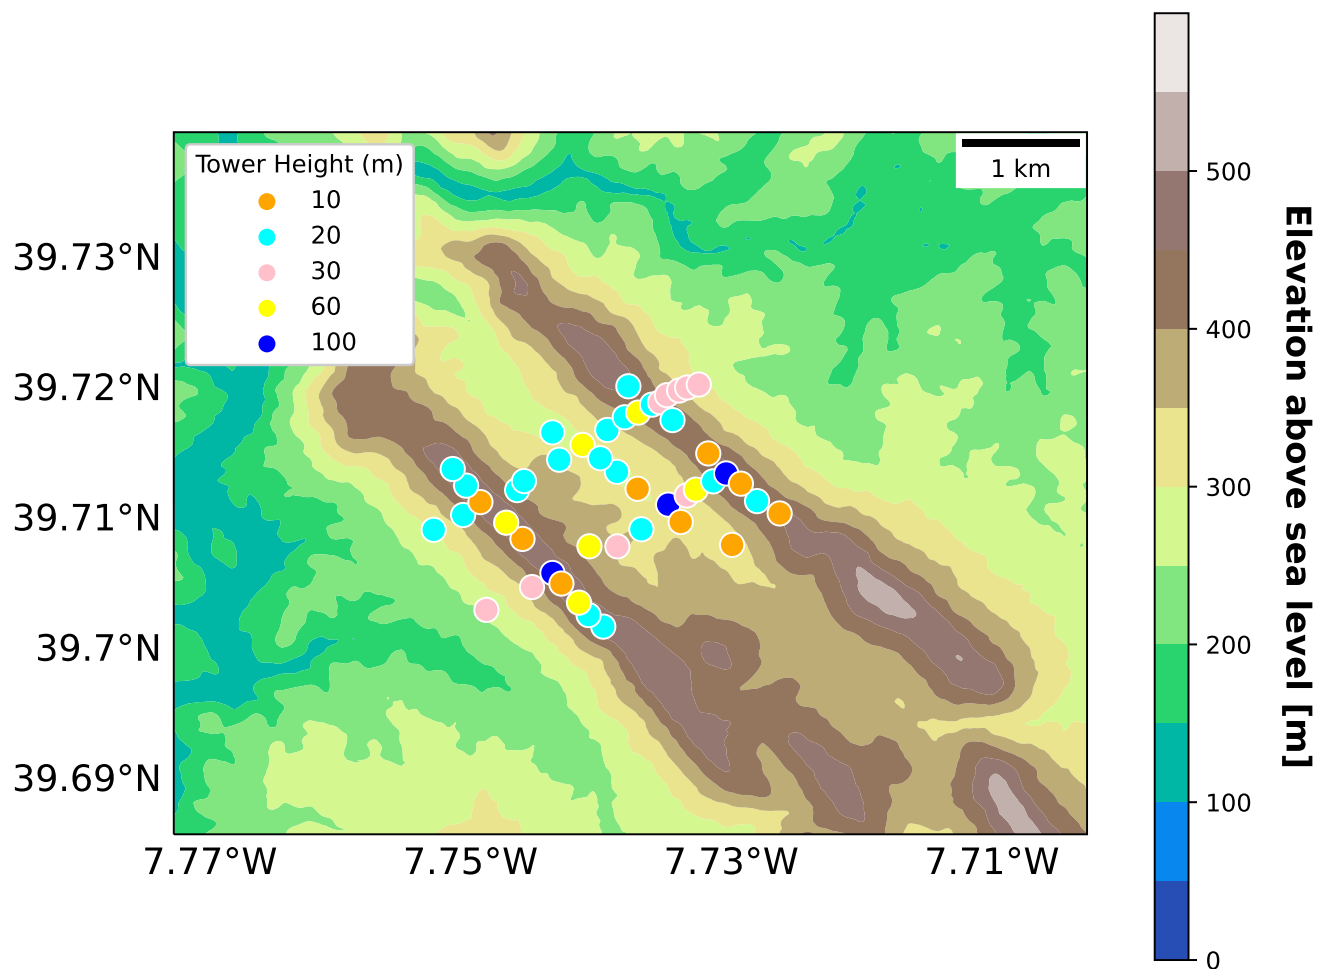 Tower Height (m)
10
20
30
60
100
1 km
39.73°N
39.72°N
39.71°N
39.7°N
39.69°N
7.77°W
7.75°W
7.73°W
7.71°W
500
400
300
200
100
0
Elevation above sea level [m]